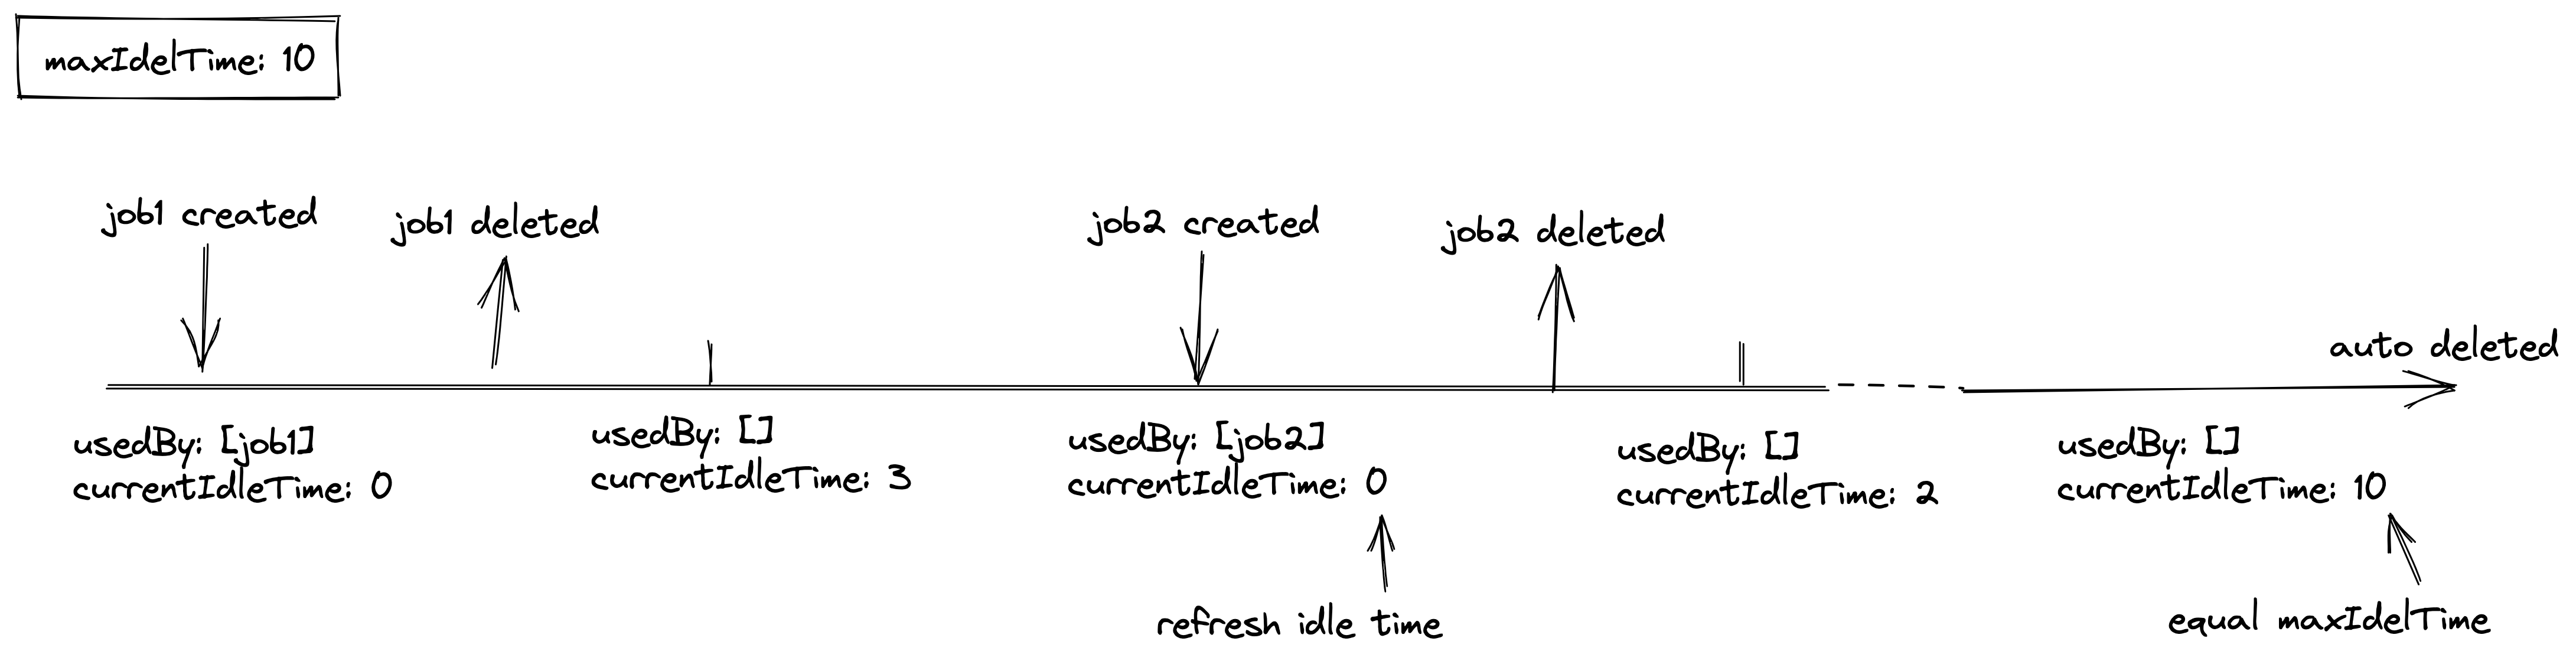 maxIdelTime: 10
job1 created
job1 deleted
job2 created
job2 deleted
auto deleted
usedBy: [job1]
currentIdleTime: 0
usedBy: []
currentIdleTime: 3
usedBy: [job2]
currentIdleTime: 0
usedBy: []
currentIdleTime: 2
usedBy: []
currentIdleTime: 10
refresh idle time
equal maxIdelTime